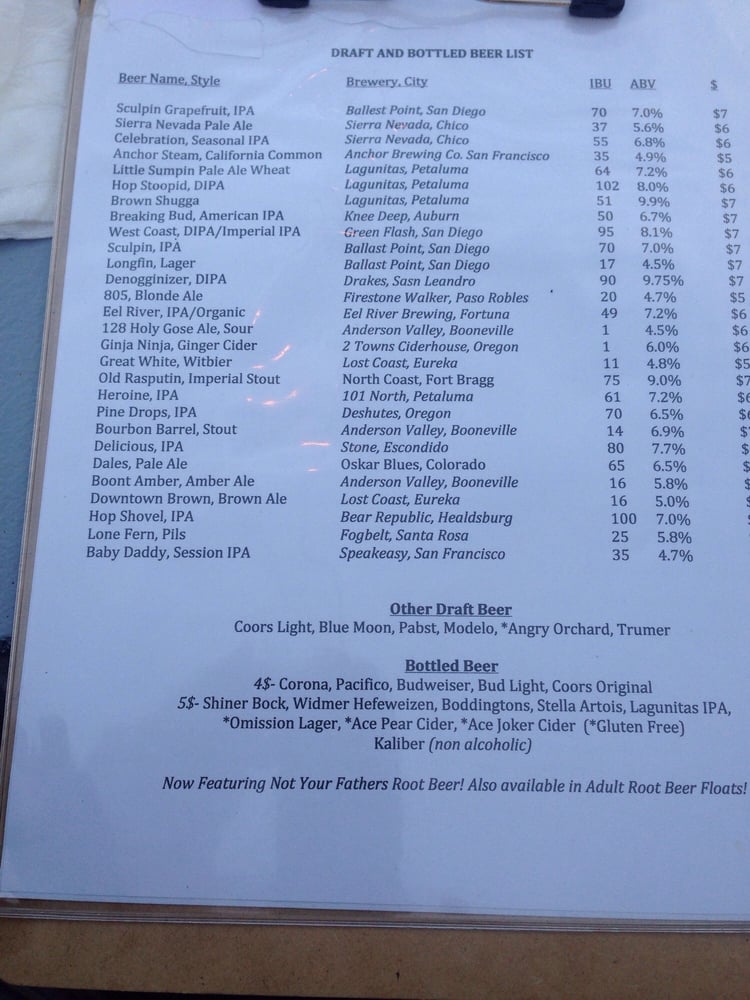 DRAFT AND BOTTLED BEER LIST
Beer Name, Style Brewery, City IBU ABV $
Sculpin Grapefruit, IPA Ballest Point, San Diego 70 7.0% $7
Sierra Nevada Pale Ale Sierra Nevada, Chico 37 5.6% $6
Celebration, Seasonal IPA Sierra Nevada, Chico 55 6.8% $6
Anchor Steam, California Common Anchor Brewing Co. San Francisco 35 4.9% $5
Little Sumpin Pale Ale Wheat Lagunitas, Petaluma 64 7.2% $6
Hop Stoopid, DIPA Lagunitas, Petaluma 102 8.0% $6
Brown Shugga Lagunitas, Petaluma 51 9.9% $7
Breaking Bud, American IPA Knee Deep, Auburn 50 6.7% $7
West Coast, DIPA/Imperial IPA Green Flash, San Diego 95 8.1% $7
Sculpin, IPA Ballast Point, San Diego 70 7.0% $7
Longfin, Lager Ballast Point, San Diego 17 4.5% $7
Denogginizer, DIPA Drakes, Sasn Leandro 90 9.75% $7
805, Blonde Ale Firestone Walker, Paso Robles 20 4.7% $5
Eel River, IPA/Organic Eel River Brewing, Fortuna 49 7.2% $6
128 Holy Gose Ale, Sour Anderson Valley, Booneville 1 4.5% $6
Ginja Ninja, Ginger Cider 2 Towns Ciderhouse, Oregon 1 6.0% $6
Great White, Witbier Lost Coast, Eureka 11 4.8% $5
Old Rasputin, Imperial Stout North Coast, Fort Bragg 75 9.0% $7
Heroine, IPA 101 North, Petaluma 61 7.2% $6
Pine Drops, IPA Deshutes, Oregon 70 6.5% $
Bourbon Barrel, Stout Anderson Valley, Booneville 14 6.9% $
Delicious, IPA Stone, Escondido 80 7.7% $
Dales, Pale Ale Oskar Blues, Colorado 65 6.5% $
Boont Amber, Amber Ale Anderson Valley, Booneville 16 5.8% $
Downtown Brown, Brown Ale Lost Coast, Eureka 16 5.0%
Hop Shovel, IPA Bear Republic, Healdsburg 100 7.0%
Lone Fern, Pils Fogbelt, Santa Rosa 25 5.8%
Baby Daddy, Session IPA Speakeasy, San Francisco 35 4.7%
Other Draft Beer
Coors Light, Blue Moon, Pabst, Modelo, *Angry Orchard, Trumer
Bottled Beer
4$- Corona, Pacifico, Budweiser, Bud Light, Coors Original
5$- Shiner Bock, Widmer Hefeweizen, Boddingtons, Stella Artois, Lagunitas IPA,
*Omission Lager, *Ace Pear Cider, *Ace Joker Cider (*Gluten Free)
Kaliber (non alcoholic)
Now Featuring Not Your Fathers Root Beer! Also available in Adult Root Beer Floats!